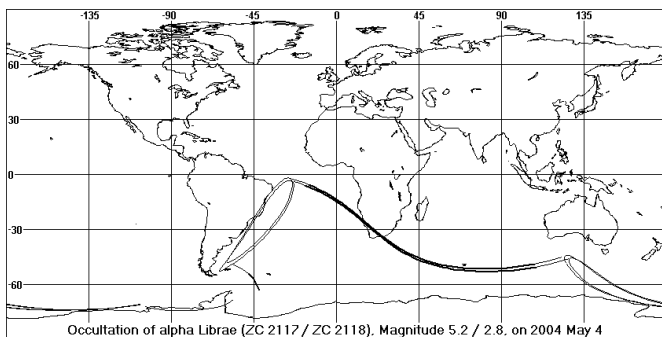 -135 -90 -45 0 45 90 135
60
30
0
-30
-60
Occultation of alpha Librae (ZC 2117 / ZC 2118), Magnitude 5.2 / 2.8, on 2004 May 4